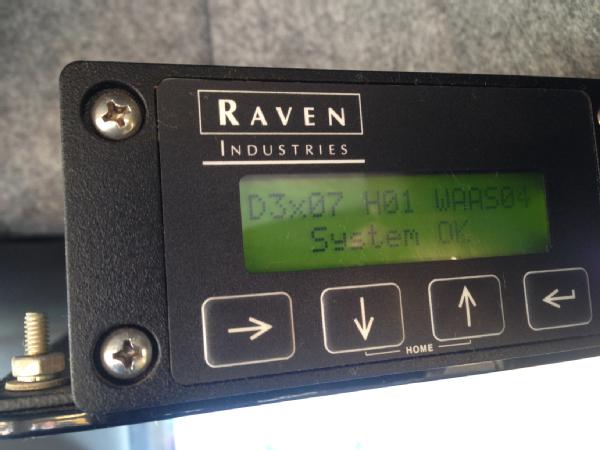 RAVEN
INDUSTRIES
D3x07 H01 WAAS04
System OK
HOME